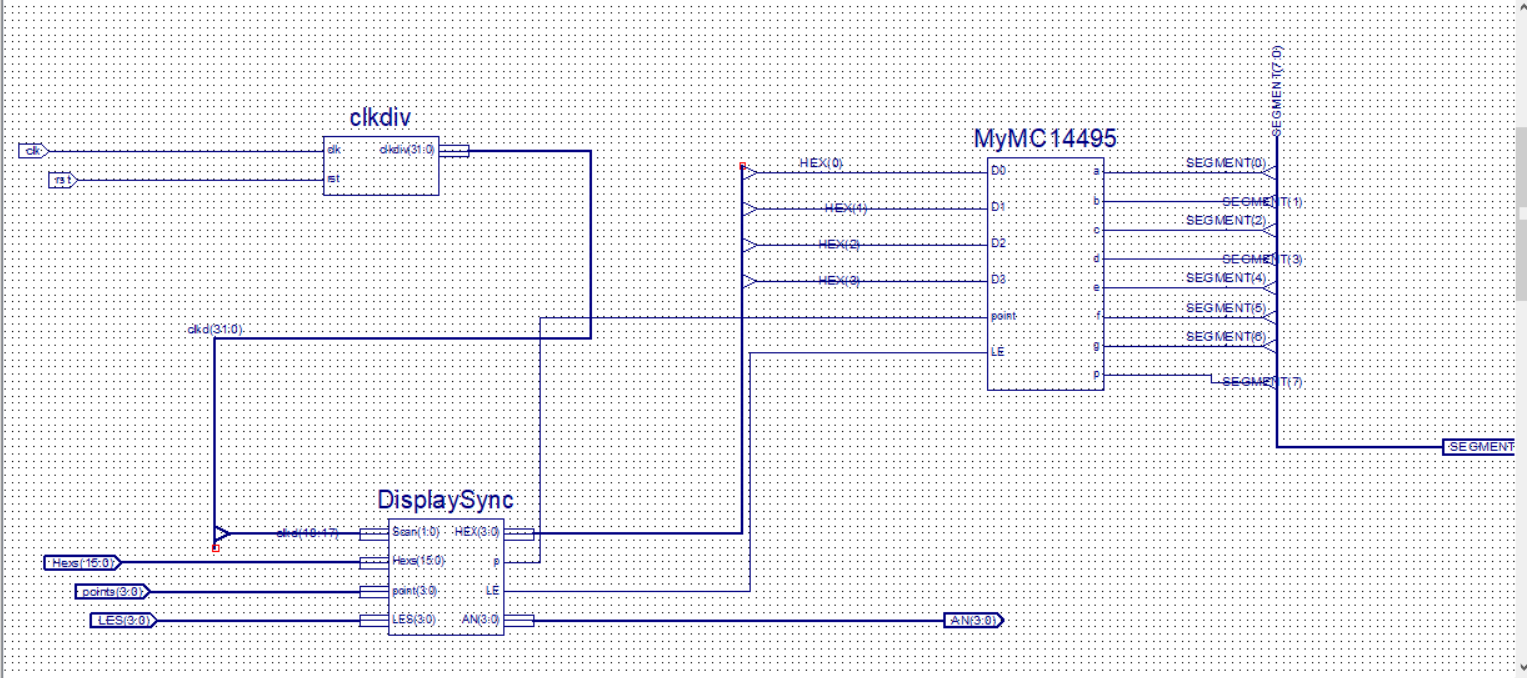 SEGMENT(7:0)
clkdiv
MyMC14495
clk
clk
clkdiv(31:0)
rst
rst
HEX(0)
D0
a
SEGMENT(0)
HEX(1)
D1
b
SEGMENT(1)
c
SEGMENT(2)
HEX(2)
D2
d
SEGMENT(3)
HEX(3)
D3
e
SEGMENT(4)
point
f
SEGMENT(5)
clkd(31:0)
LE
g
SEGMENT(6)
p
SEGMENT(7)
SEGMENT
DisplaySync
clkd(18:17)
Scan(1:0)
HEX(3:0)
Hexs(15:0)
Hexs(15:0)
p
points(3:0)
point(3:0)
LE
LES(3:0)
LES(3:0)
AN(3:0)
AN(3:0)